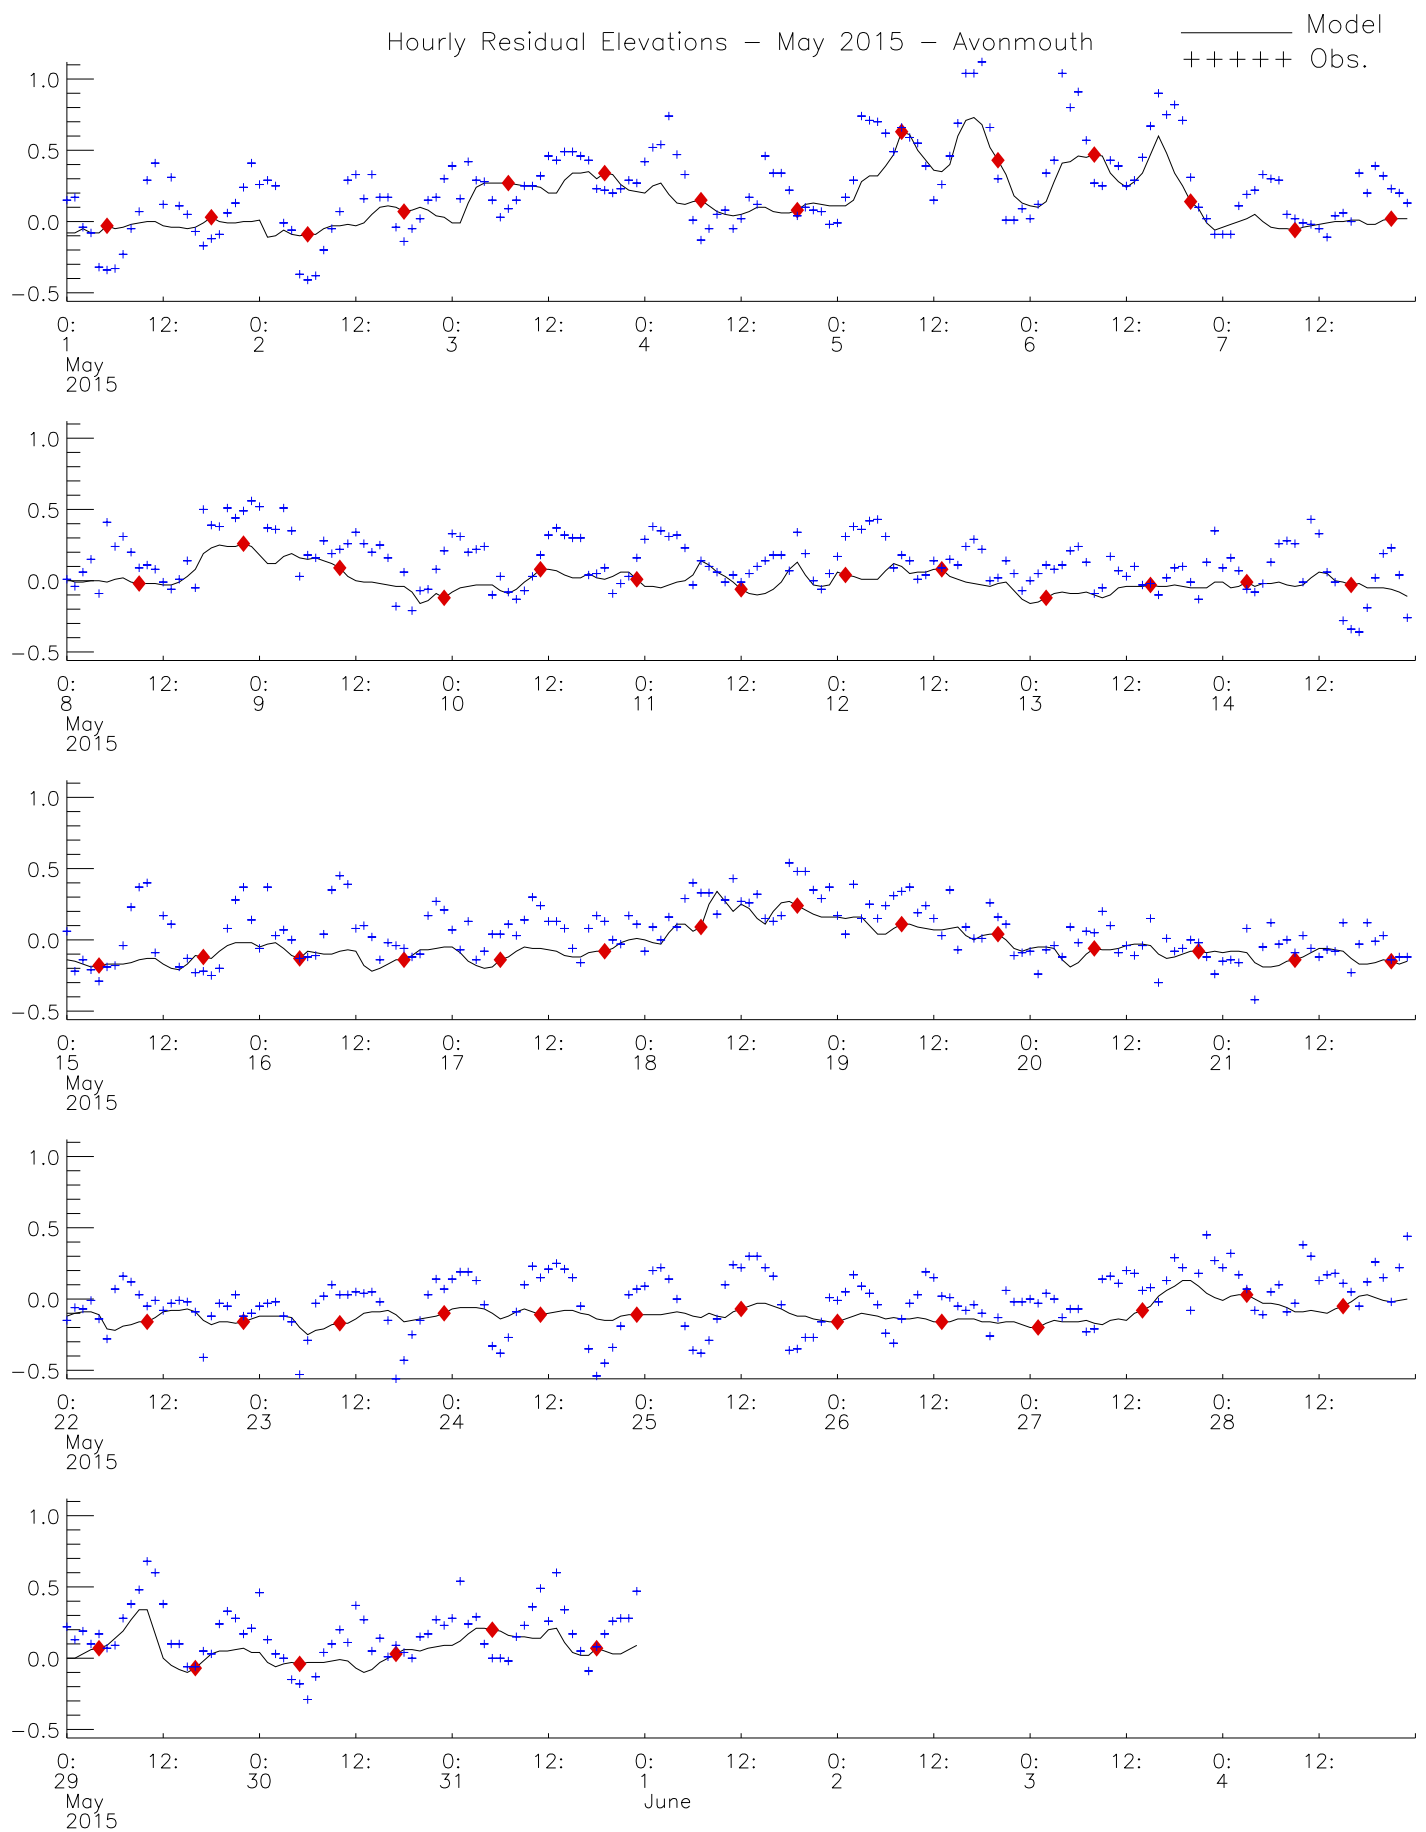 Hourly Residual Elevations – May 2015 – Avonmouth
Model
+++++ Obs.
1.0
0.5
0.0
−0.5
0: 12: 0: 12: 0: 12: 0: 12: 0: 12: 0: 12: 0: 12:
1 2 3 4 5 6 7
May
2015
1.0
0.5
0.0
−0.5
0: 12: 0: 12: 0: 12: 0: 12: 0: 12: 0: 12: 0: 12:
8 9 10 11 12 13 14
May
2015
1.0
0.5
0.0
−0.5
0: 12: 0: 12: 0: 12: 0: 12: 0: 12: 0: 12: 0: 12:
15 16 17 18 19 20 21
May
2015
1.0
0.5
0.0
−0.5
0: 12: 0: 12: 0: 12: 0: 12: 0: 12: 0: 12: 0: 12:
22 23 24 25 26 27 28
May
2015
1.0
0.5
0.0
−0.5
0: 12: 0: 12: 0: 12: 0: 12: 0: 12: 0: 12: 0: 12:
29 30 31 1 2 3 4
May June
2015